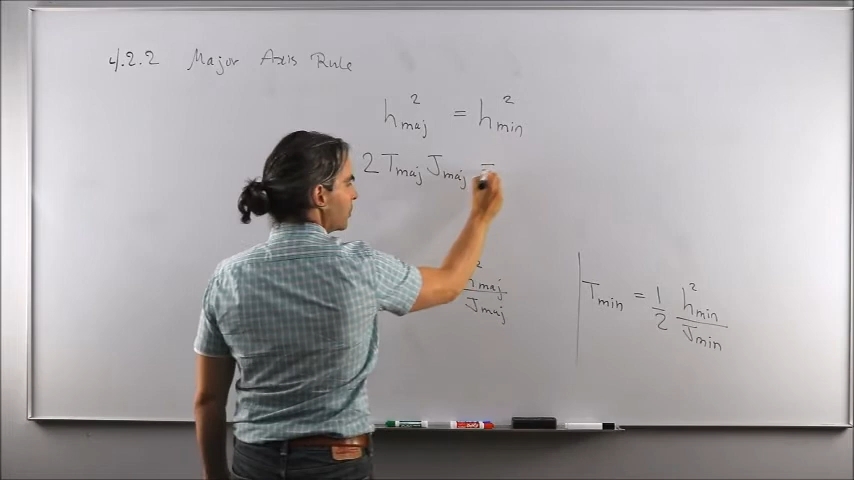 4.2.2 Major Axis Rule
h²maj = h²min
2 Tmaj Jmaj =
h²maj / Jmaj
Tmin = 1/2 h²min / Jmin